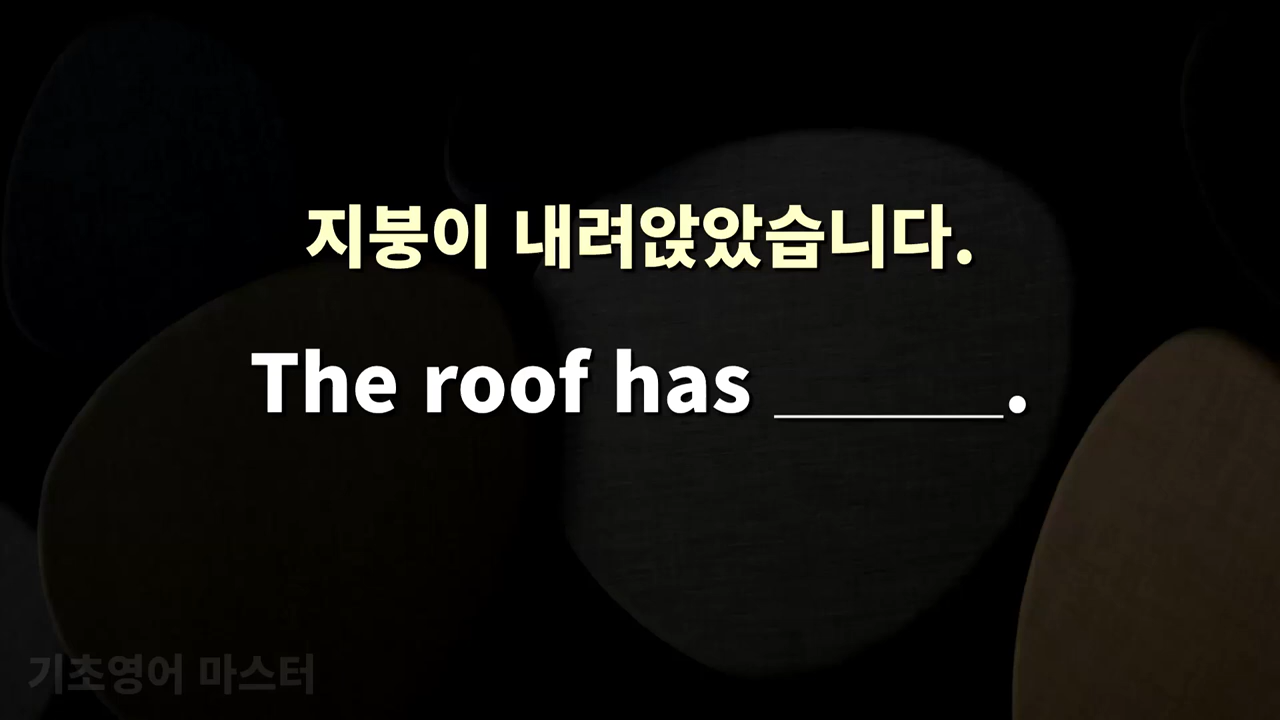 지붕이 내려앉았습니다.
The roof has _____.
기초영어 마스터